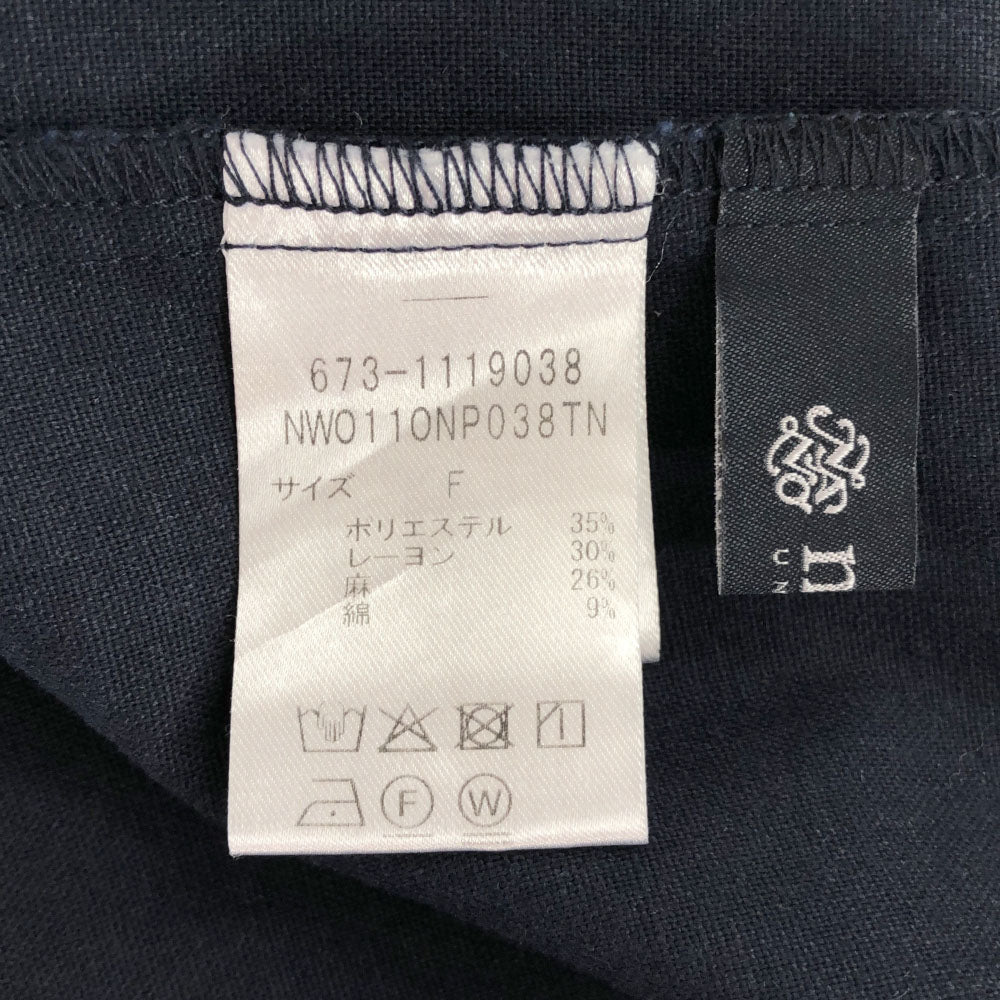 673-1119038
NW0110NP038TN
サイズ F
ポリエステル 35%
レーヨン 30%
麻 26%
綿 9%
F W
n